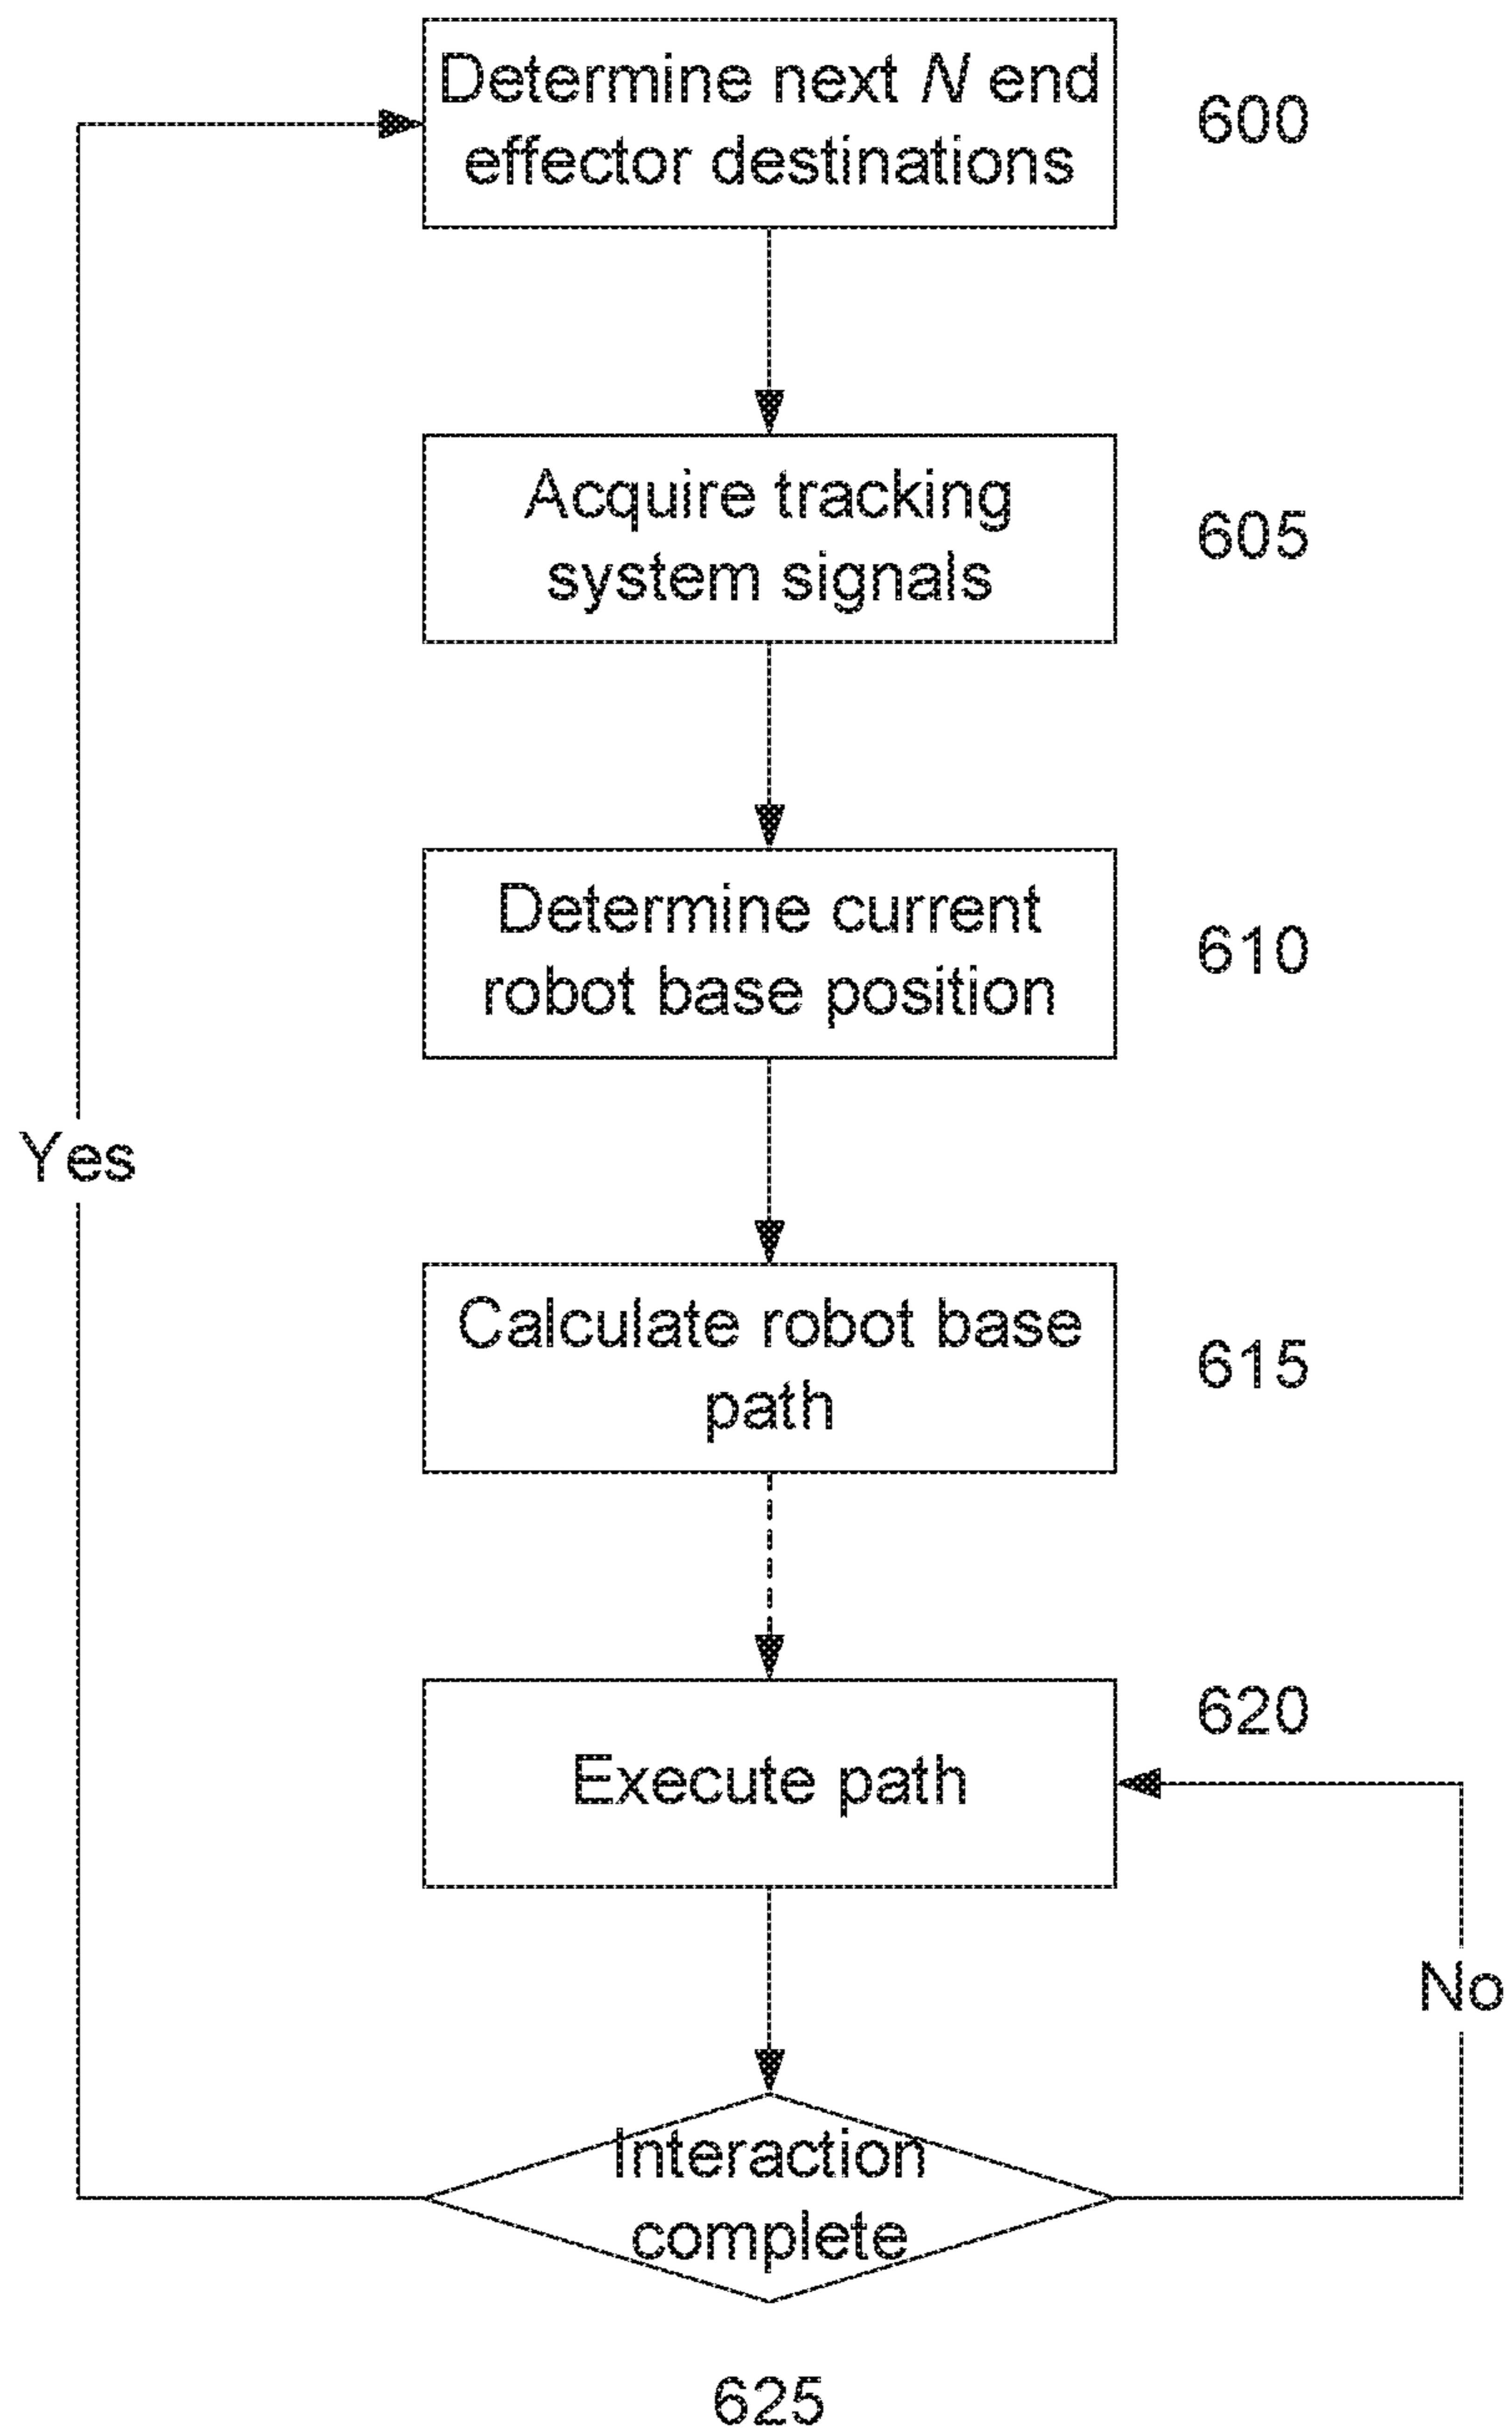 Determine next N end
effector destinations
600
Acquire tracking
system signals
605
Determine current
robot base position
610
Yes
Calculate robot base
path
615
620
Execute path
No
Interaction
complete
625